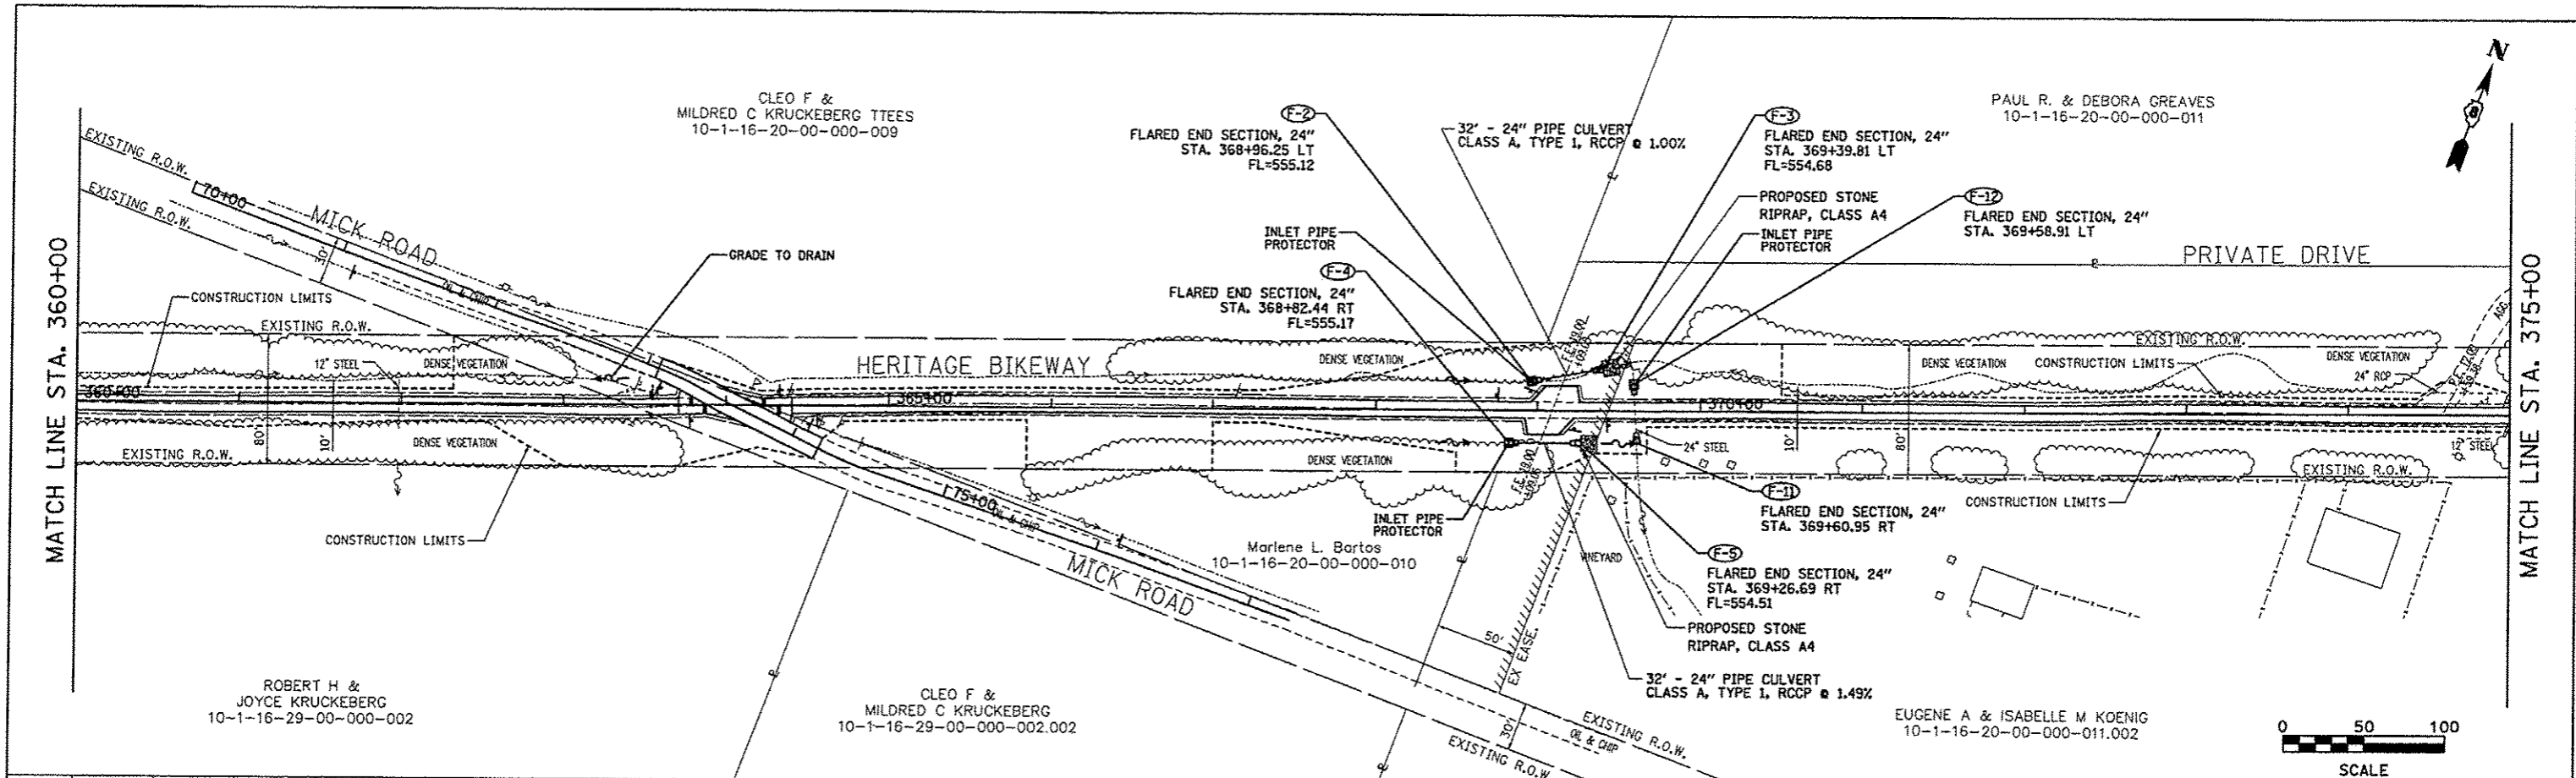 CLEO F &
MILDRED C KRUCKEBERG TTEES
10-1-16-20-00-000-009
PAUL R. & DEBORA GREAVES
10-1-16-20-00-000-011
N
F-2
FLARED END SECTION, 24"
STA. 368+96.25 LT
FL=555.12
32' - 24" PIPE CULVERT
CLASS A, TYPE 1, RCCP @ 1.00%
F-3
FLARED END SECTION, 24"
STA. 369+39.81 LT
FL=554.68
PROPOSED STONE
RIPRAP, CLASS A4
INLET PIPE
PROTECTOR
F-12
FLARED END SECTION, 24"
STA. 369+58.91 LT
INLET PIPE
PROTECTOR
F-4
FLARED END SECTION, 24"
STA. 368+82.44 RT
FL=555.17
EXISTING R.O.W.
EXISTING R.O.W.
70+00
MICK ROAD
30'
OIL & CHIP
GRADE TO DRAIN
PRIVATE DRIVE
MATCH LINE STA. 360+00
MATCH LINE STA. 375+00
CONSTRUCTION LIMITS
EXISTING R.O.W.
12" STEEL
DENSE VEGETATION
HERITAGE BIKEWAY
DENSE VEGETATION
EXISTING R.O.W.
DENSE VEGETATION
CONSTRUCTION LIMITS
DENSE VEGETATION
24" RCP
AGG
360+00
365+00
370+00
80'
10'
DENSE VEGETATION
EXISTING R.O.W.
DENSE VEGETATION
24" STEEL
10'
80'
12" STEEL
EXISTING R.O.W.
CONSTRUCTION LIMITS
CONSTRUCTION LIMITS
75+00
OIL & CHIP
MICK ROAD
INLET PIPE
PROTECTOR
Marlene L. Bartos
10-1-16-20-00-000-010
F-11
FLARED END SECTION, 24"
STA. 369+60.95 RT
VINEYARD
F-5
FLARED END SECTION, 24"
STA. 369+26.69 RT
FL=554.51
PROPOSED STONE
RIPRAP, CLASS A4
50'
EX EASE.
32' - 24" PIPE CULVERT
CLASS A, TYPE 1, RCCP @ 1.49%
30'
EXISTING R.O.W.
OIL & CHIP
EXISTING R.O.W.
ROBERT H &
JOYCE KRUCKEBERG
10-1-16-29-00-000-002
CLEO F &
MILDRED C KRUCKEBERG
10-1-16-29-00-000-002.002
EUGENE A & ISABELLE M KOENIG
10-1-16-20-00-000-011.002
0 50 100
SCALE